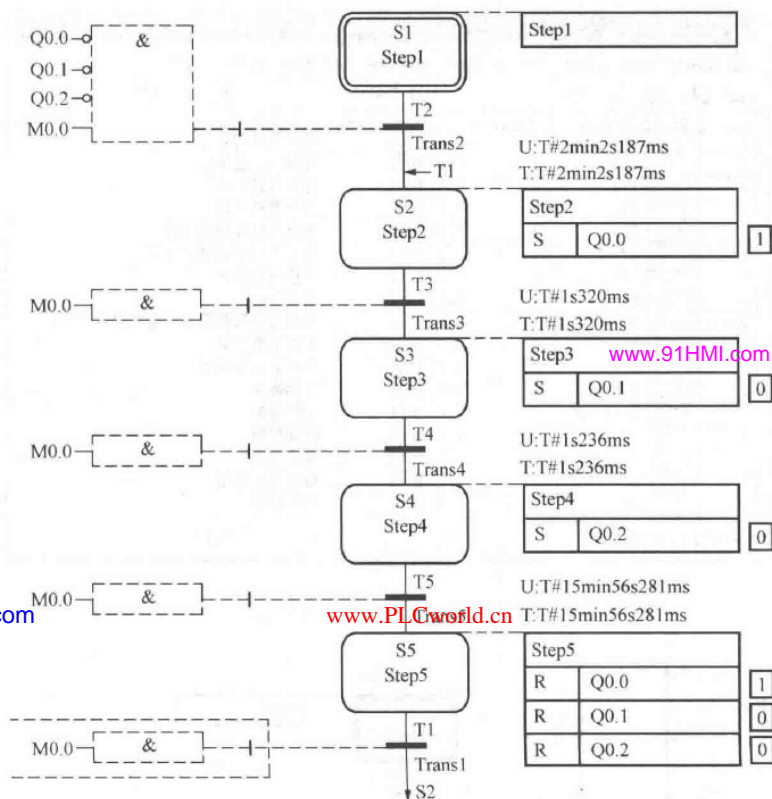 S1
Step1
Step1
Q0.0
&
Q0.1
Q0.2
M0.0
T2
Trans2
T1
U:T#2min2s187ms
T:T#2min2s187ms
S2
Step2
Step2
S Q0.0 1
M0.0 &
T3
Trans3
U:T#1s320ms
T:T#1s320ms
S3
Step3
Step3 www.91HMI.com
S Q0.1 0
M0.0 &
T4
Trans4
U:T#1s236ms
T:T#1s236ms
S4
Step4
Step4
S Q0.2 0
M0.0 &
T5
U:T#15min56s281ms
T:T#15min56s281ms
com
www.PLCworld.cn
S5
Step5
Step5
R Q0.0 1
R Q0.1 0
R Q0.2 0
M0.0 &
T1
Trans1
S2